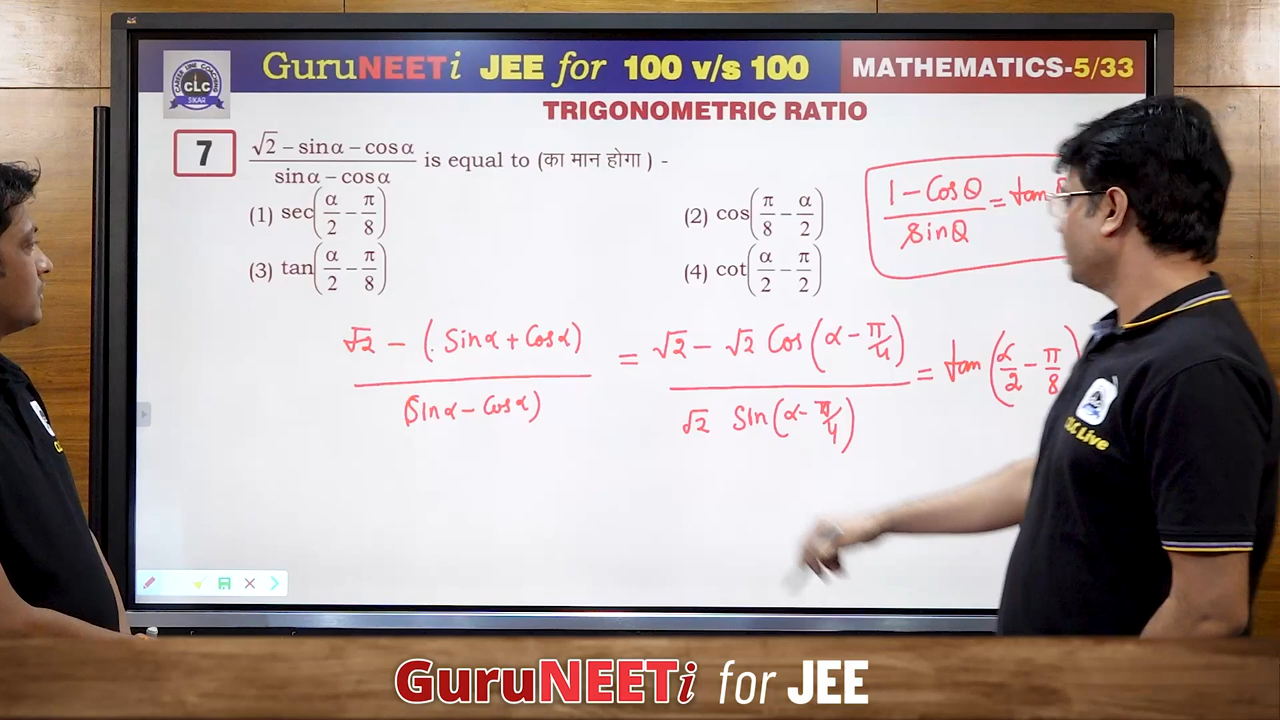 GuruNEETi JEE for 100 v/s 100 MATHEMATICS-5/33
CAREER LINE COACHING
CLC
SIKAR
TRIGONOMETRIC RATIO
7 (√2 − sinα − cosα)/(sinα − cosα) is equal to (का मान होगा ) -
(1) sec(α/2 − π/8) (2) cos(π/8 − α/2)
(3) tan(α/2 − π/8) (4) cot(α/2 − π/2)
(1 − Cosθ)/Sinθ = tan
(√2 − (Sinα + Cosα))/(Sinα − Cosα) = (√2 − √2 Cos(α − π/4))/(√2 Sin(α − π/4)) = tan(α/2 − π/8)
Live
GuruNEETi for JEE